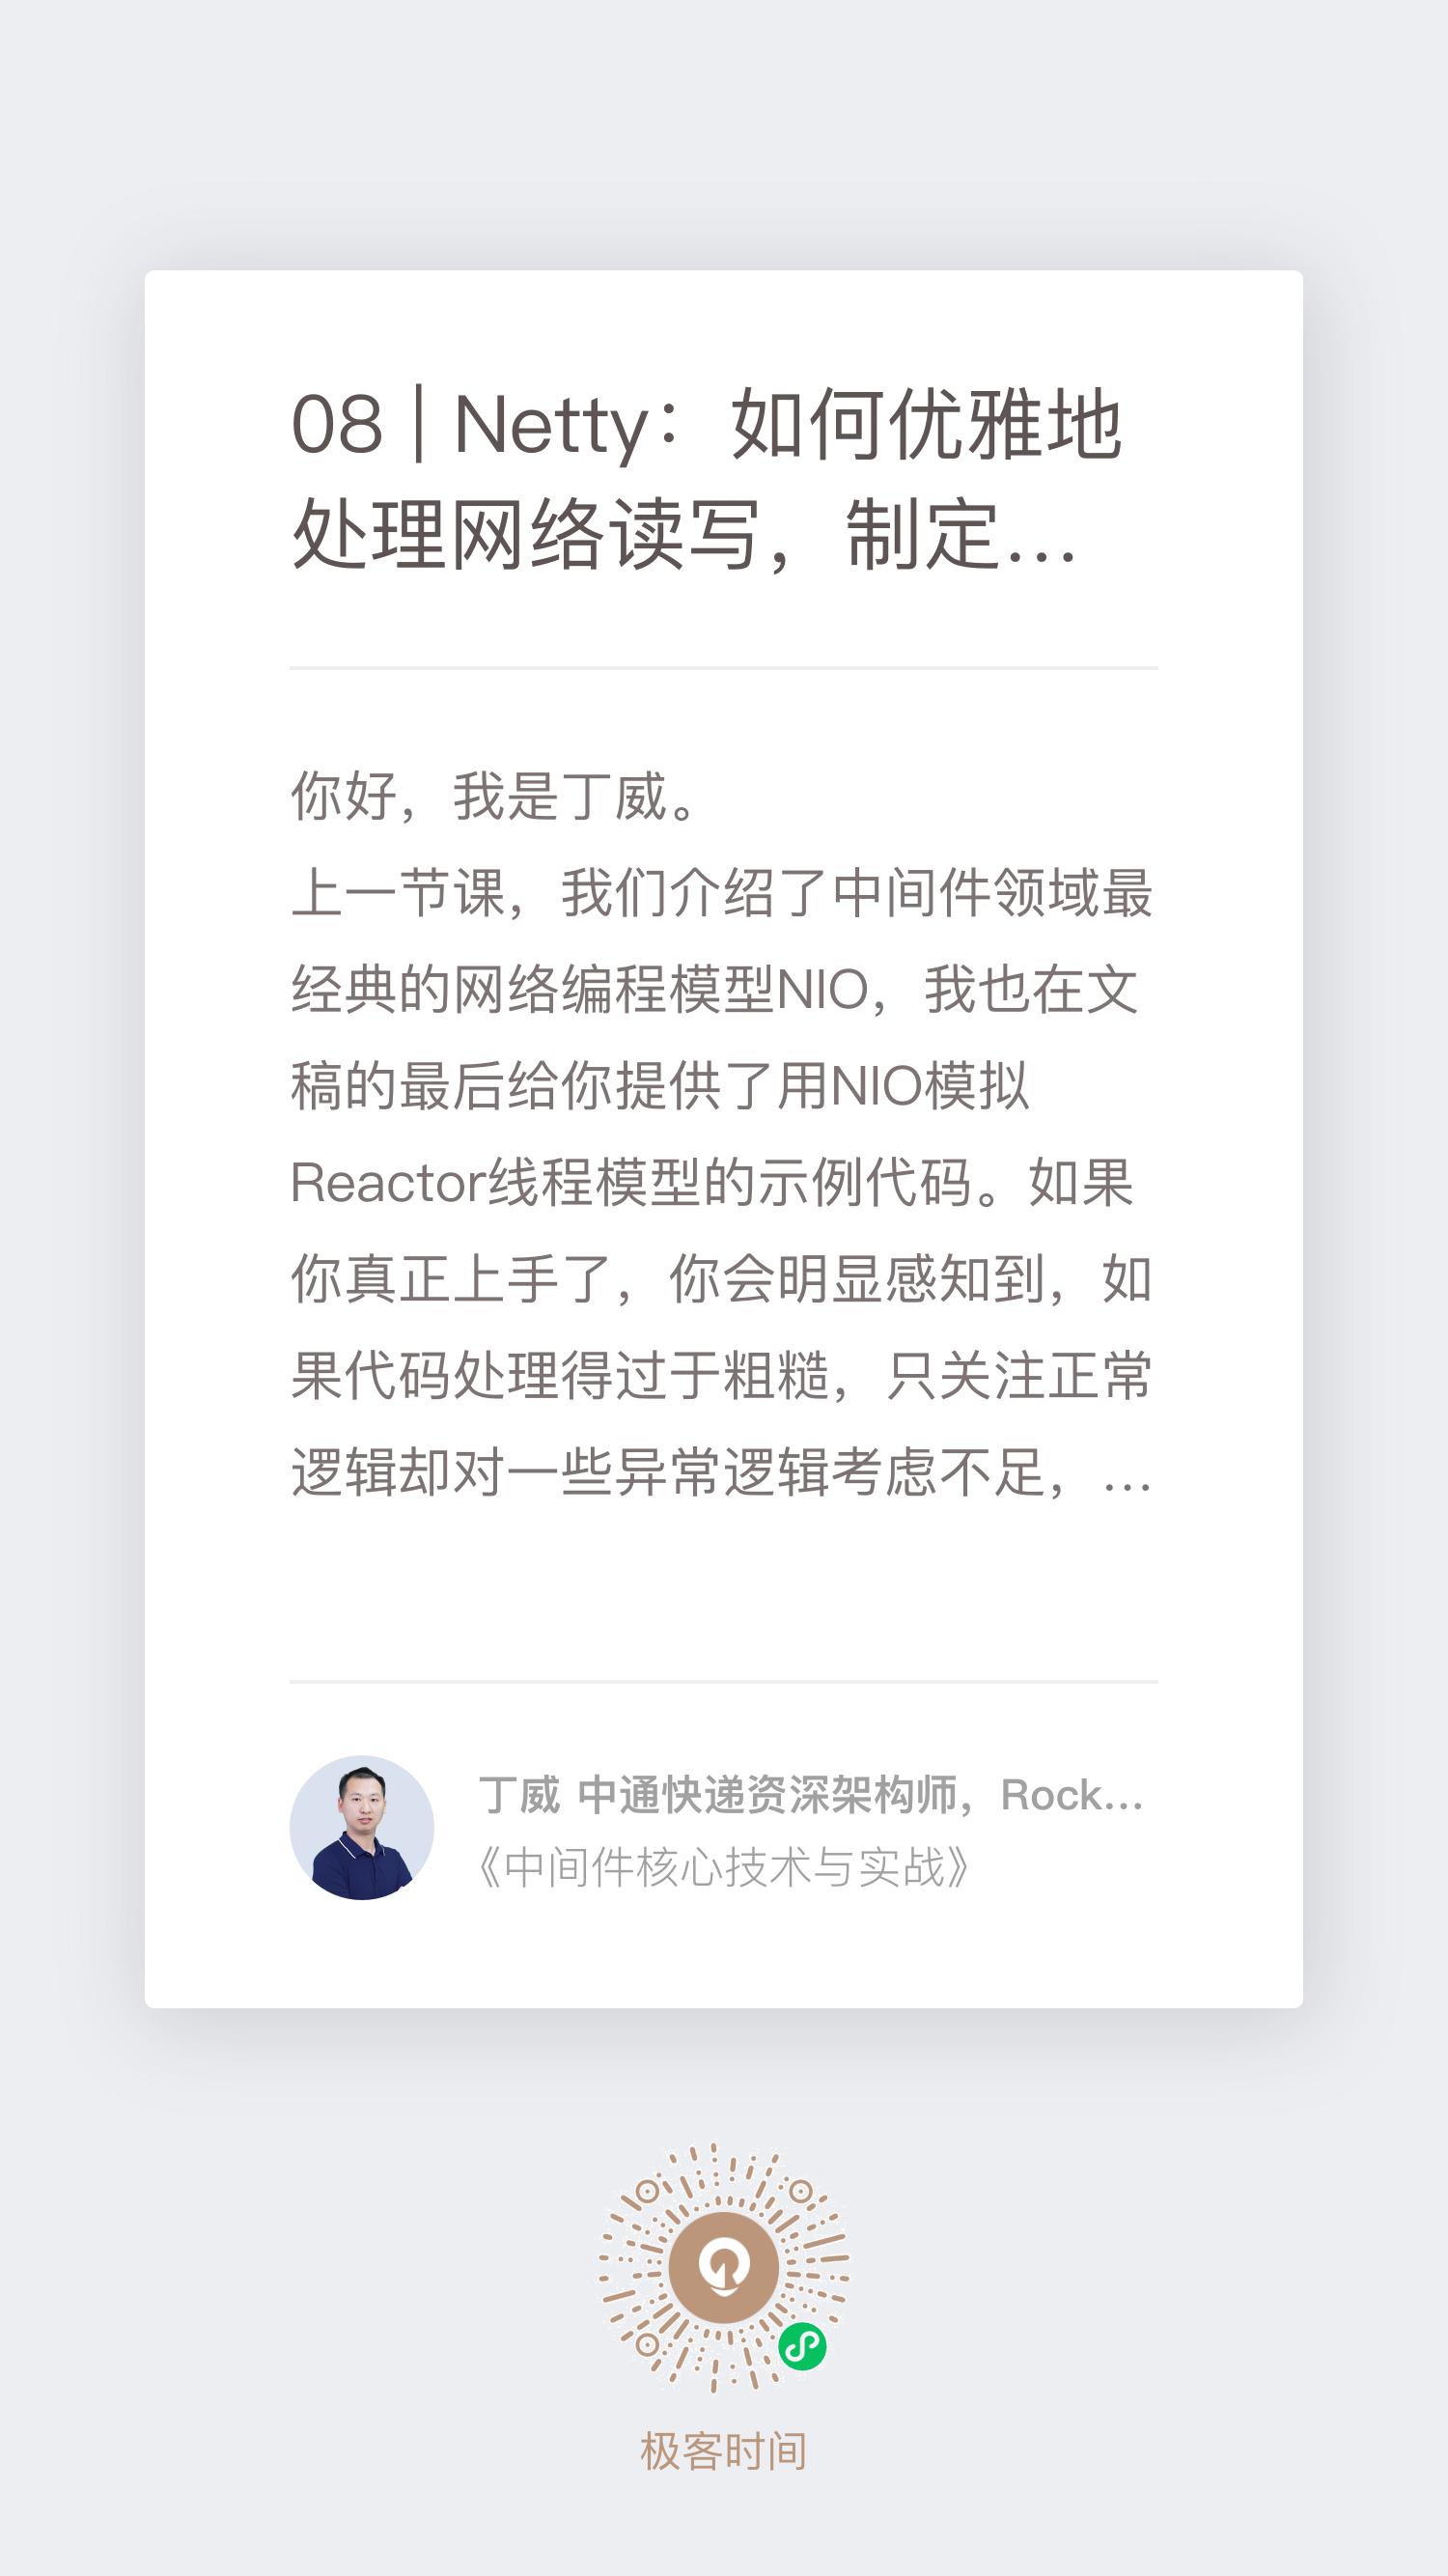 08 | Netty：如何优雅地
处理网络读写，制定…
你好，我是丁威。
上一节课，我们介绍了中间件领域最
经典的网络编程模型NIO，我也在文
稿的最后给你提供了用NIO模拟
Reactor线程模型的示例代码。如果
你真正上手了，你会明显感知到，如
果代码处理得过于粗糙，只关注正常
逻辑却对一些异常逻辑考虑不足，…
丁威 中通快递资深架构师，Rock…
《中间件核心技术与实战》
极客时间